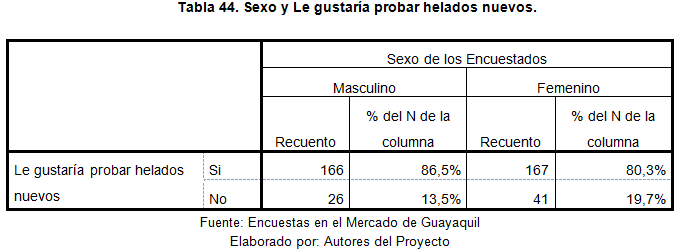 Tabla 44. Sexo y Le gustaría probar helados nuevos.
Sexo de los Encuestados
Masculino Femenino
% del N de la % del N de la
Recuento columna Recuento columna
Le gustaría probar helados Si 166 86,5% 167 80,3%
nuevos No 26 13,5% 41 19,7%
Fuente: Encuestas en el Mercado de Guayaquil
Elaborado por: Autores del Proyecto